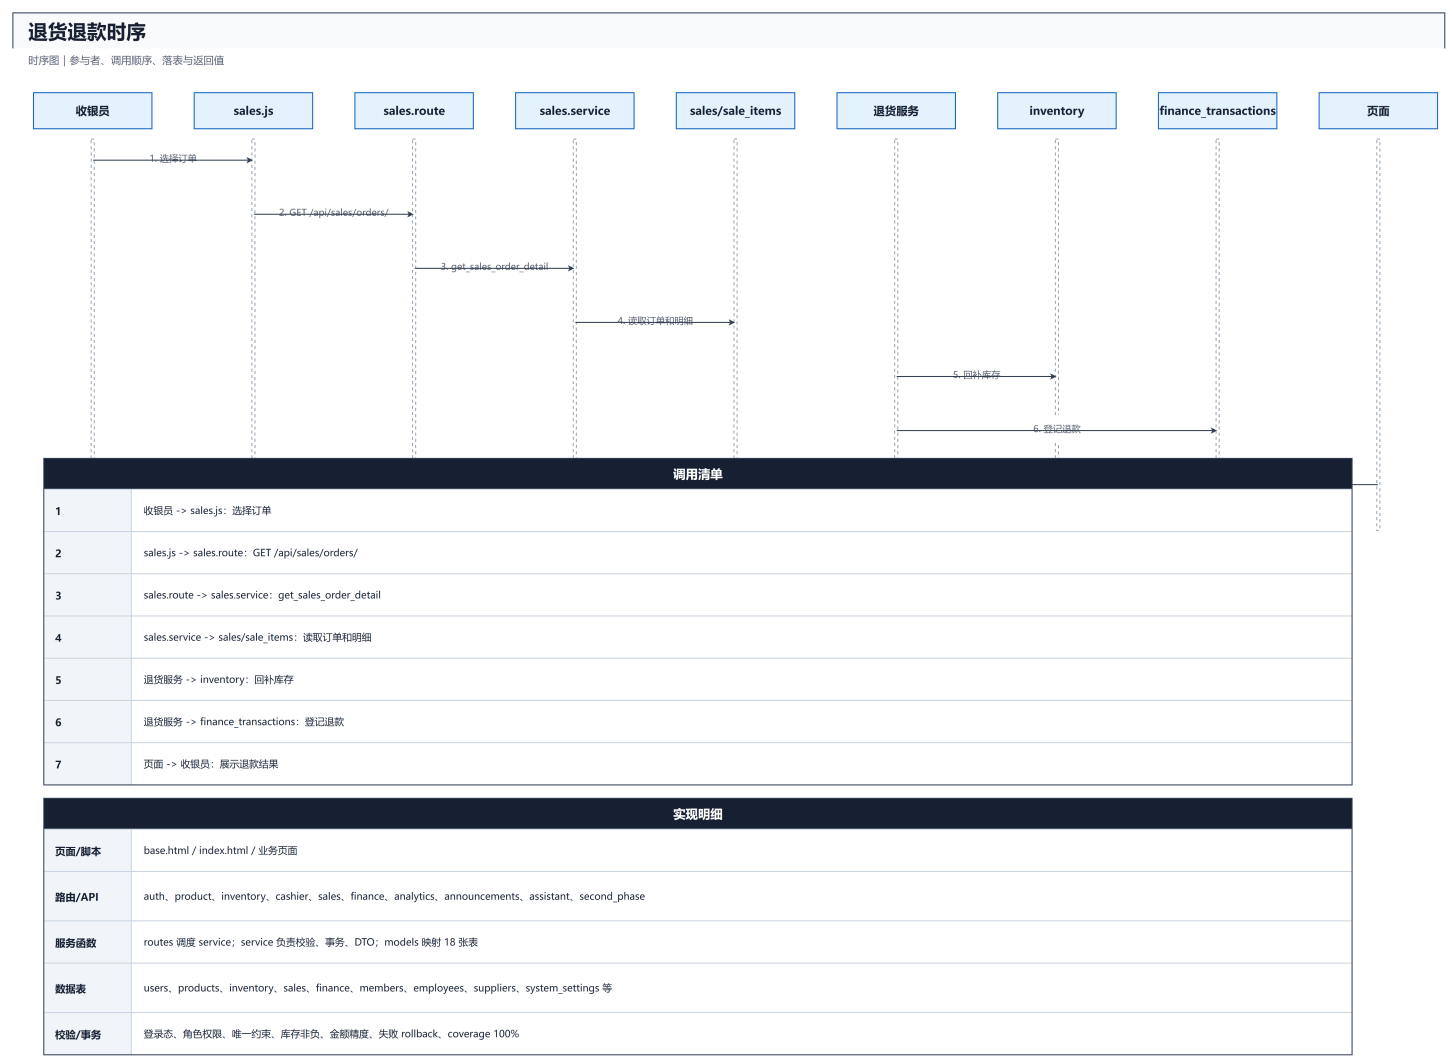 退货退款时序
时序图 | 参与者、调用顺序、落表与返回值
收银员
sales.js
sales.route
sales.service
sales/sale_items
退货服务
inventory
finance_transactions
页面
1. 选择订单
2. GET /api/sales/orders/
3. get_sales_order_detail
4. 读取订单和明细
5. 回补库存
6. 登记退款
调用清单
1 收银员 -> sales.js：选择订单
2 sales.js -> sales.route：GET /api/sales/orders/
3 sales.route -> sales.service：get_sales_order_detail
4 sales.service -> sales/sale_items：读取订单和明细
5 退货服务 -> inventory：回补库存
6 退货服务 -> finance_transactions：登记退款
7 页面 -> 收银员：展示退款结果
实现明细
页面/脚本 base.html / index.html / 业务页面
路由/API auth、product、inventory、cashier、sales、finance、analytics、announcements、assistant、second_phase
服务函数 routes 调度 service；service 负责校验、事务、DTO；models 映射 18 张表
数据表 users、products、inventory、sales、finance、members、employees、suppliers、system_settings 等
校验/事务 登录态、角色权限、唯一约束、库存非负、金额精度、失败 rollback、coverage 100%